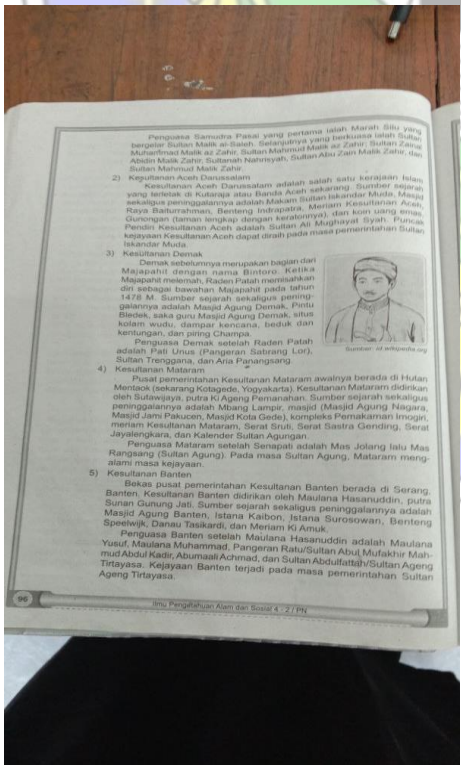 Penguasa Samudra Pasai yang pertama ialah Marah Silu yang
bergelar Sultan Malik al-Saleh. Selanjutnya yang berkuasa ialah Sultan
Muhammad Malik az Zahir, Sultan Mahmud Malik az Zahir, Sultan Zainal
Abidin Malik Zahir, Sultanah Nahrisyah, Sultan Abu Zain Malik Zahir, dan
Sultan Mahmud Malik Zahir.
2) Kesultanan Aceh Darussalam
Kesultanan Aceh Darussalam adalah salah satu kerajaan Islam
yang terletak di Kutaraja atau Banda Aceh sekarang. Sumber sejarah
sekaligus peninggalannya adalah Makam Sultan Iskandar Muda, Masjid
Raya Baiturrahman, Benteng Indrapatra, Meriam Kesultanan Aceh,
Gunongan (taman lengkap dengan keratonnya), dan koin uang emas.
Pendiri Kesultanan Aceh adalah Sultan Ali Mughayat Syah. Puncak
kejayaan Kesultanan Aceh dapat diraih pada masa pemerintahan Sultan
Iskandar Muda.
3) Kesultanan Demak
Demak sebelumnya merupakan bagian dari
Majapahit dengan nama Bintoro. Ketika
Majapahit melemah, Raden Patah memisahkan
diri sebagai bawahan Majapahit pada tahun
1478 M. Sumber sejarah sekaligus pening-
galannya adalah Masjid Agung Demak, Pintu
Bledek, saka guru Masjid Agung Demak, situs
kolam wudu, dampar kencana, beduk dan
kentungan, dan piring Champa.
Penguasa Demak setelah Raden Patah
adalah Pati Unus (Pangeran Sabrang Lor),
Sultan Trenggana, dan Aria Panangsang.
Sumber: id.wikipedia.org
4) Kesultanan Mataram
Pusat pemerintahan Kesultanan Mataram awalnya berada di Hutan
Mentaok (sekarang Kotagede, Yogyakarta). Kesultanan Mataram didirikan
oleh Sutawijaya, putra Ki Ageng Pemanahan. Sumber sejarah sekaligus
peninggalannya adalah Mbang Lampir, masjid (Masjid Agung Nagara,
Masjid Jami Pakucen, Masjid Kota Gede), kompleks Pemakaman Imogiri,
meriam Kesultanan Mataram, Serat Sruti, Serat Sastra Gending, Serat
Jayalengkara, dan Kalender Sultan Agungan.
Penguasa Mataram setelah Senapati adalah Mas Jolang lalu Mas
Rangsang (Sultan Agung). Pada masa Sultan Agung, Mataram meng-
alami masa kejayaan.
5) Kesultanan Banten
Bekas pusat pemerintahan Kesultanan Banten berada di Serang,
Banten. Kesultanan Banten didirikan oleh Maulana Hasanuddin, putra
Sunan Gunung Jati. Sumber sejarah sekaligus peninggalannya adalah
Masjid Agung Banten, Istana Kaibon, Istana Surosowan, Benteng
Speelwijk, Danau Tasikardi, dan Meriam Ki Amuk.
Penguasa Banten setelah Maulana Hasanuddin adalah Maulana
Yusuf, Maulana Muhammad, Pangeran Ratu/Sultan Abul Mufakhir Mah-
mud Abdul Kadir, Abumaali Achmad, dan Sultan Abdulfattah/Sultan Ageng
Tirtayasa. Kejayaan Banten terjadi pada masa pemerintahan Sultan
Ageng Tirtayasa.
96
Ilmu Pengetahuan Alam dan Sosial 4 - 2 / PN